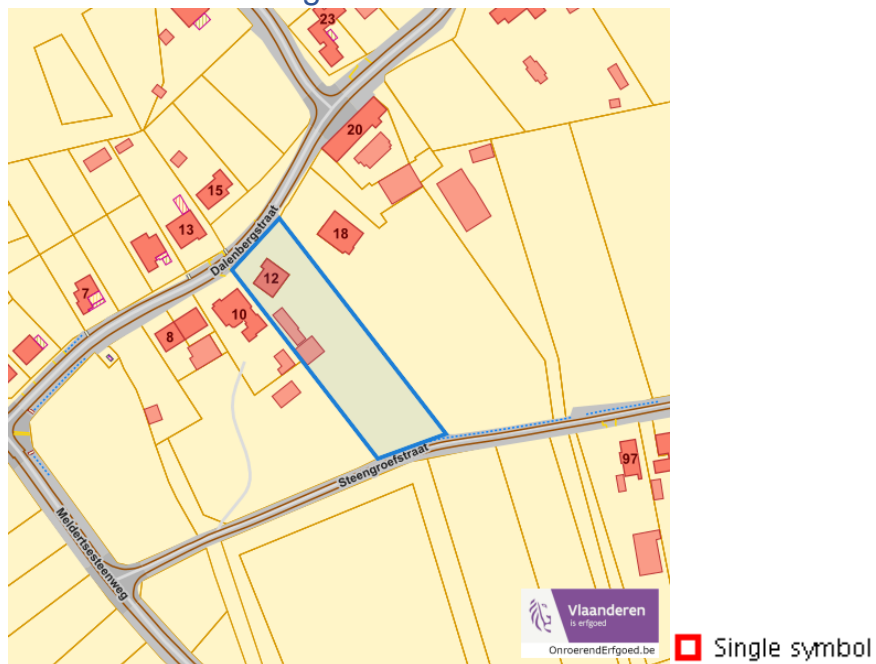 23
20
15
Dalenbergstraat
18
13
12
7
10
8
Steengroefstraat
97
Meldertsesteenweg
Vlaanderen
is erfgoed
OnroerendErfgoed.be
Single symbol